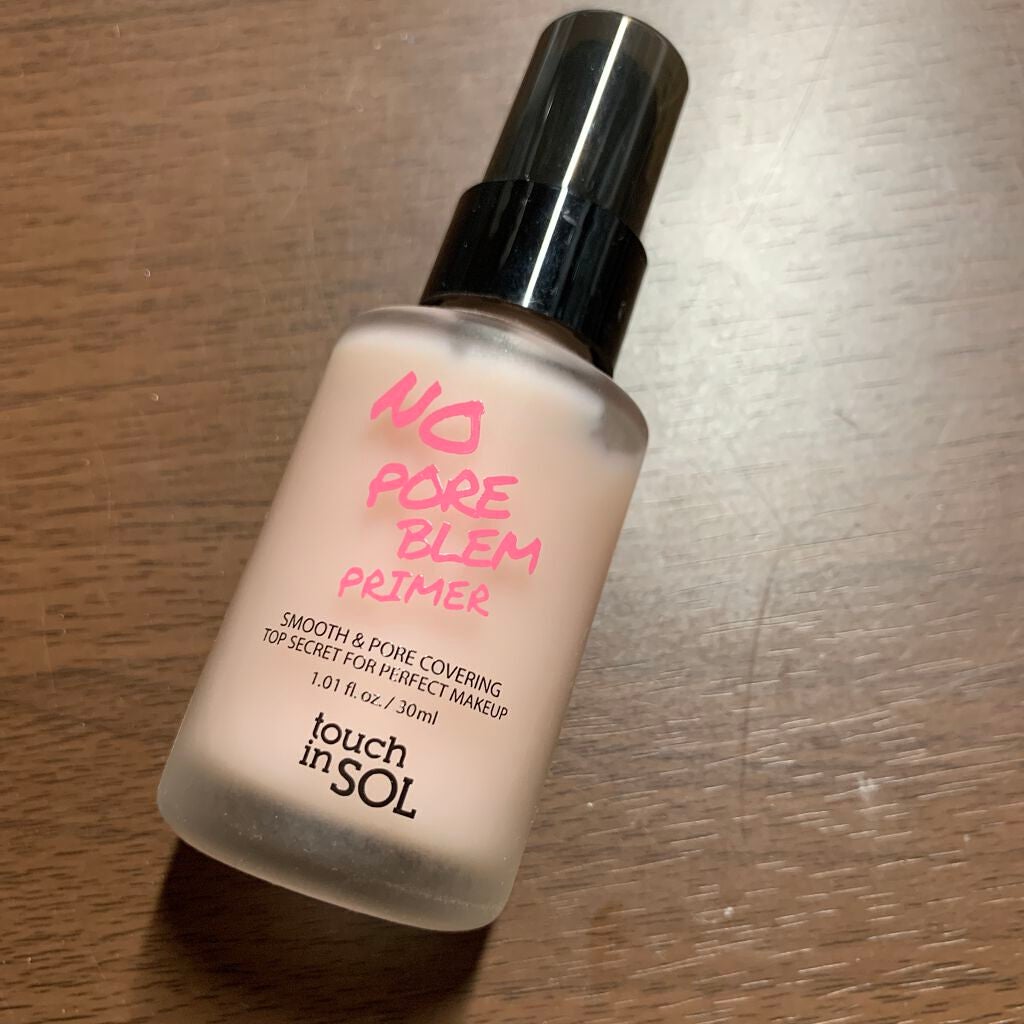 NO
PORE
BLEM
PRIMER
SMOOTH & PORE COVERING
TOP SECRET FOR PERFECT MAKEUP
1.01 fl. oz. / 30ml
touch
in SOL